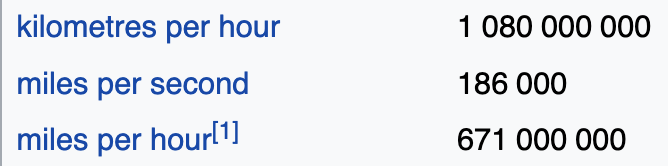 kilometres per hour 1 080 000 000
miles per second 186 000
miles per hour[1] 671 000 000